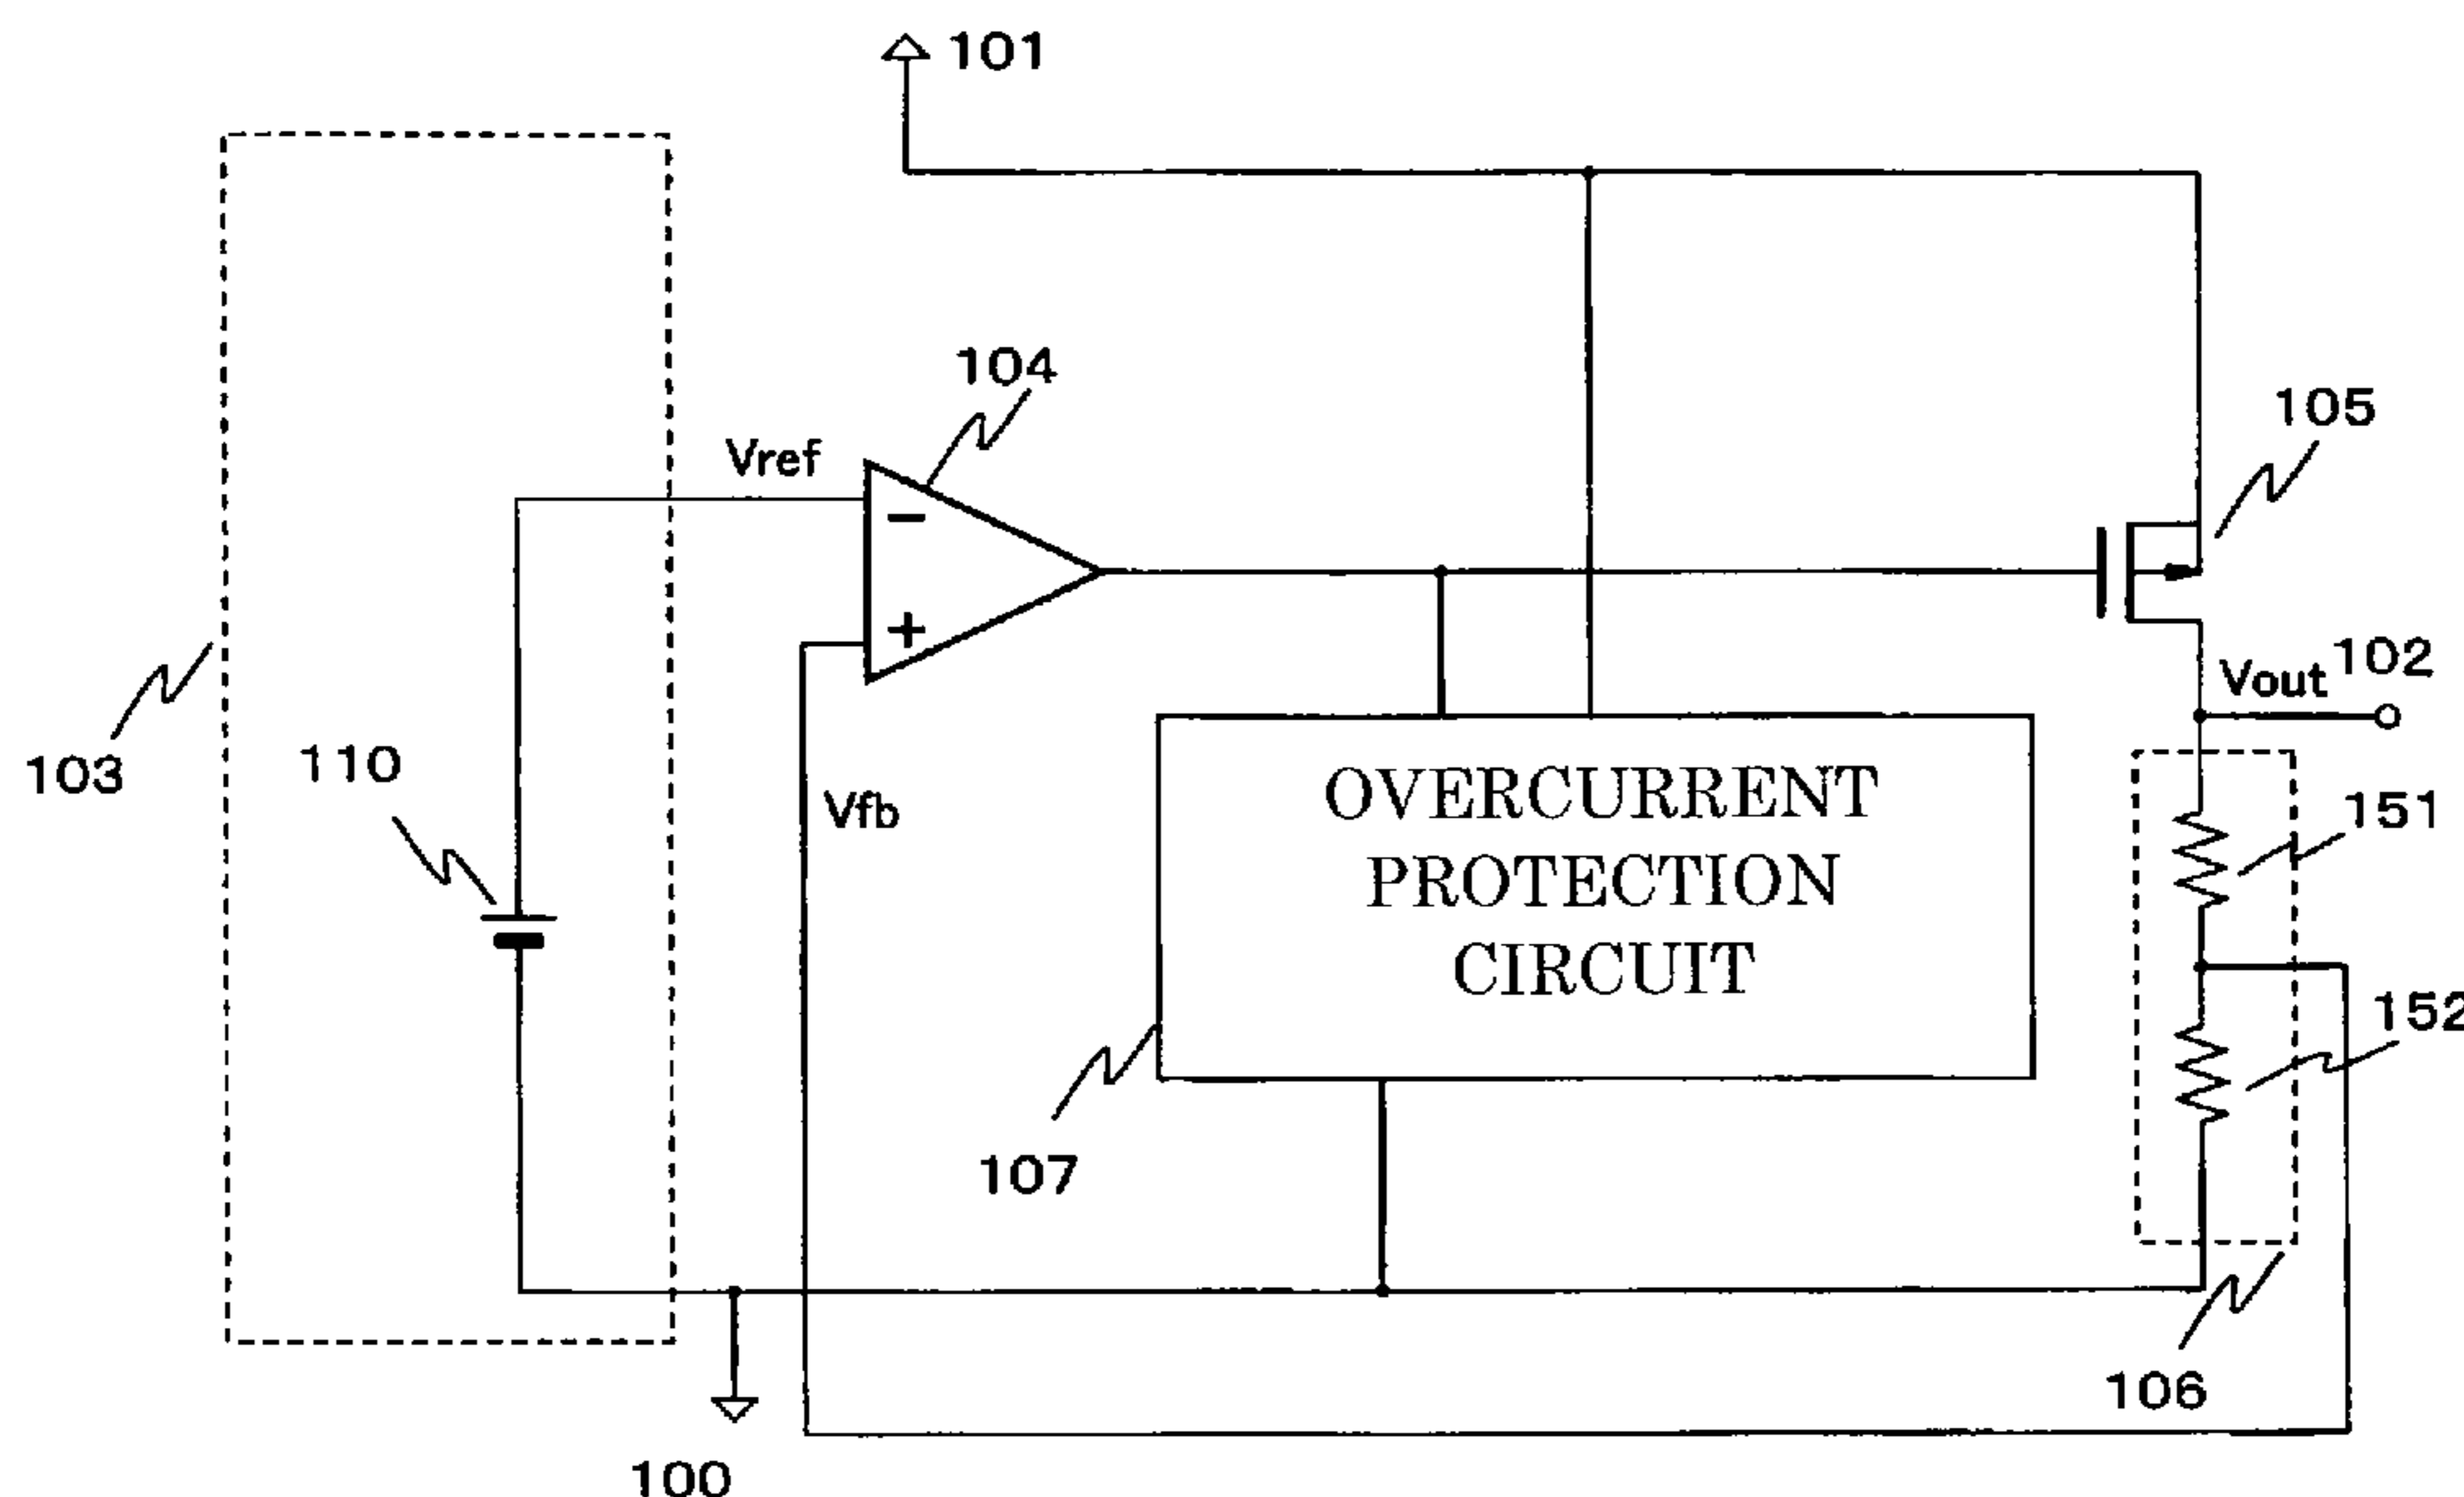 101
104
105
Vref
Vout
102
103
110
Vfb
OVERCURRENT
PROTECTION
CIRCUIT
151
152
107
106
100
−
+